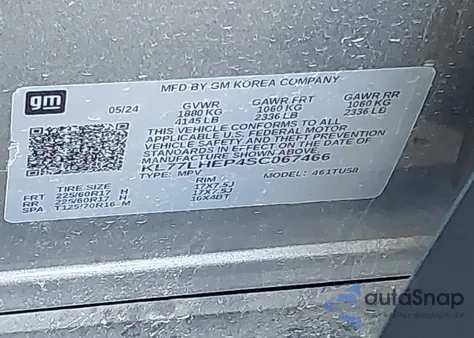 MFD BY GM KOREA COMPANY
gm
05/24
GVWR GAWR FRT GAWR RR
1880 KG 1060 KG 1060 KG
4145 LB 2336 LB 2336 LB
THIS VEHICLE CONFORMS TO ALL
APPLICABLE U.S. FEDERAL MOTOR
VEHICLE SAFETY AND THEFT PREVENTION
STANDARDS IN EFFECT ON THE DATE OF
MANUFACTURE SHOWN ABOVE.
TYPE: MPV MODEL: 461TUS8
TIRE SIZE RIM
FRT 225/60R17 H 17X7.5J
RR 225/60R17 H 17X7.5J
SPA T125/70R16 M 16X4BT
autoSnap